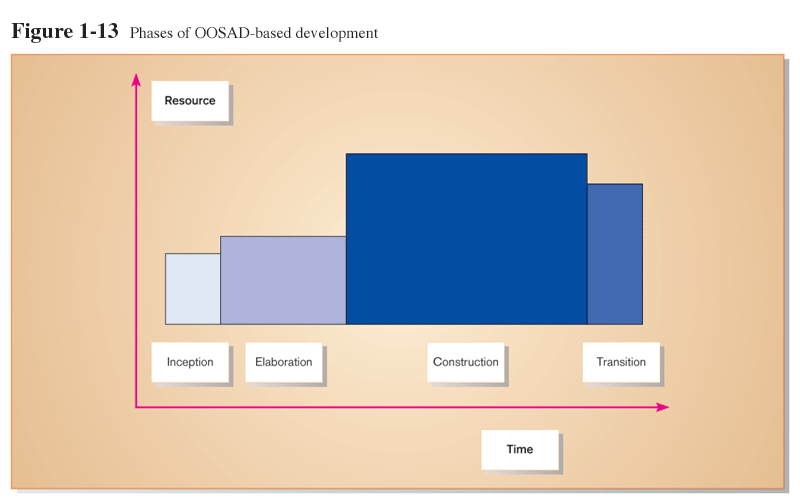 Figure 1-13 Phases of OOSAD-based development
Resource
Inception Elaboration Construction Transition
Time